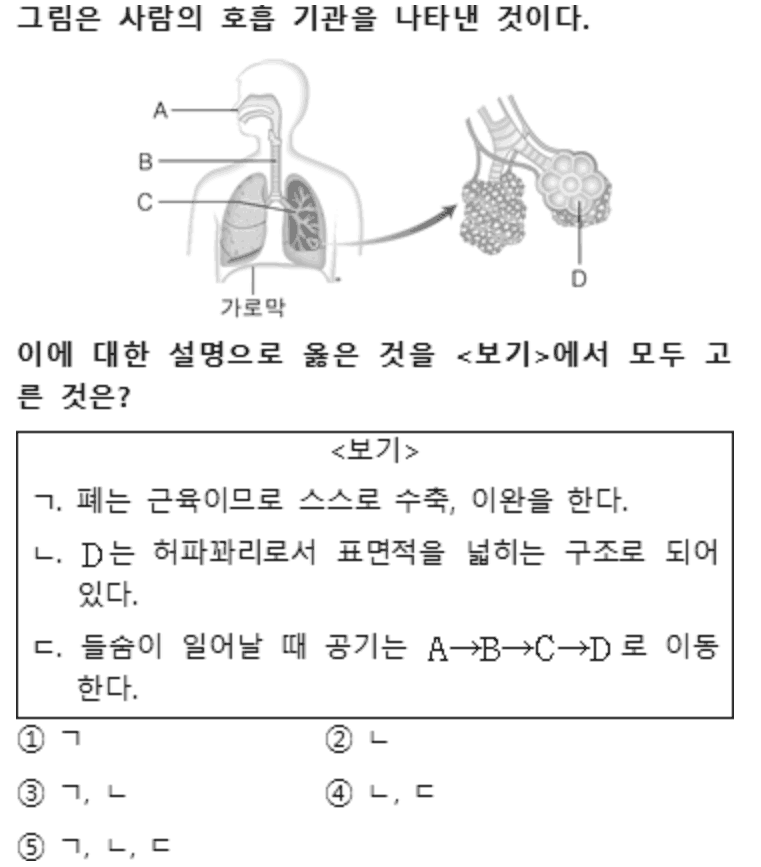 그림은 사람의 호흡 기관을 나타낸 것이다.
A
B
C
D
가로막
이에 대한 설명으로 옳은 것을 <보기>에서 모두 고
른 것은?
<보기>
ㄱ. 폐는 근육이므로 스스로 수축, 이완을 한다.
ㄴ. D는 허파꽈리로서 표면적을 넓히는 구조로 되어
있다.
ㄷ. 들숨이 일어날 때 공기는 A→B→C→D로 이동
한다.
① ㄱ ② ㄴ
③ ㄱ, ㄴ ④ ㄴ, ㄷ
⑤ ㄱ, ㄴ, ㄷ